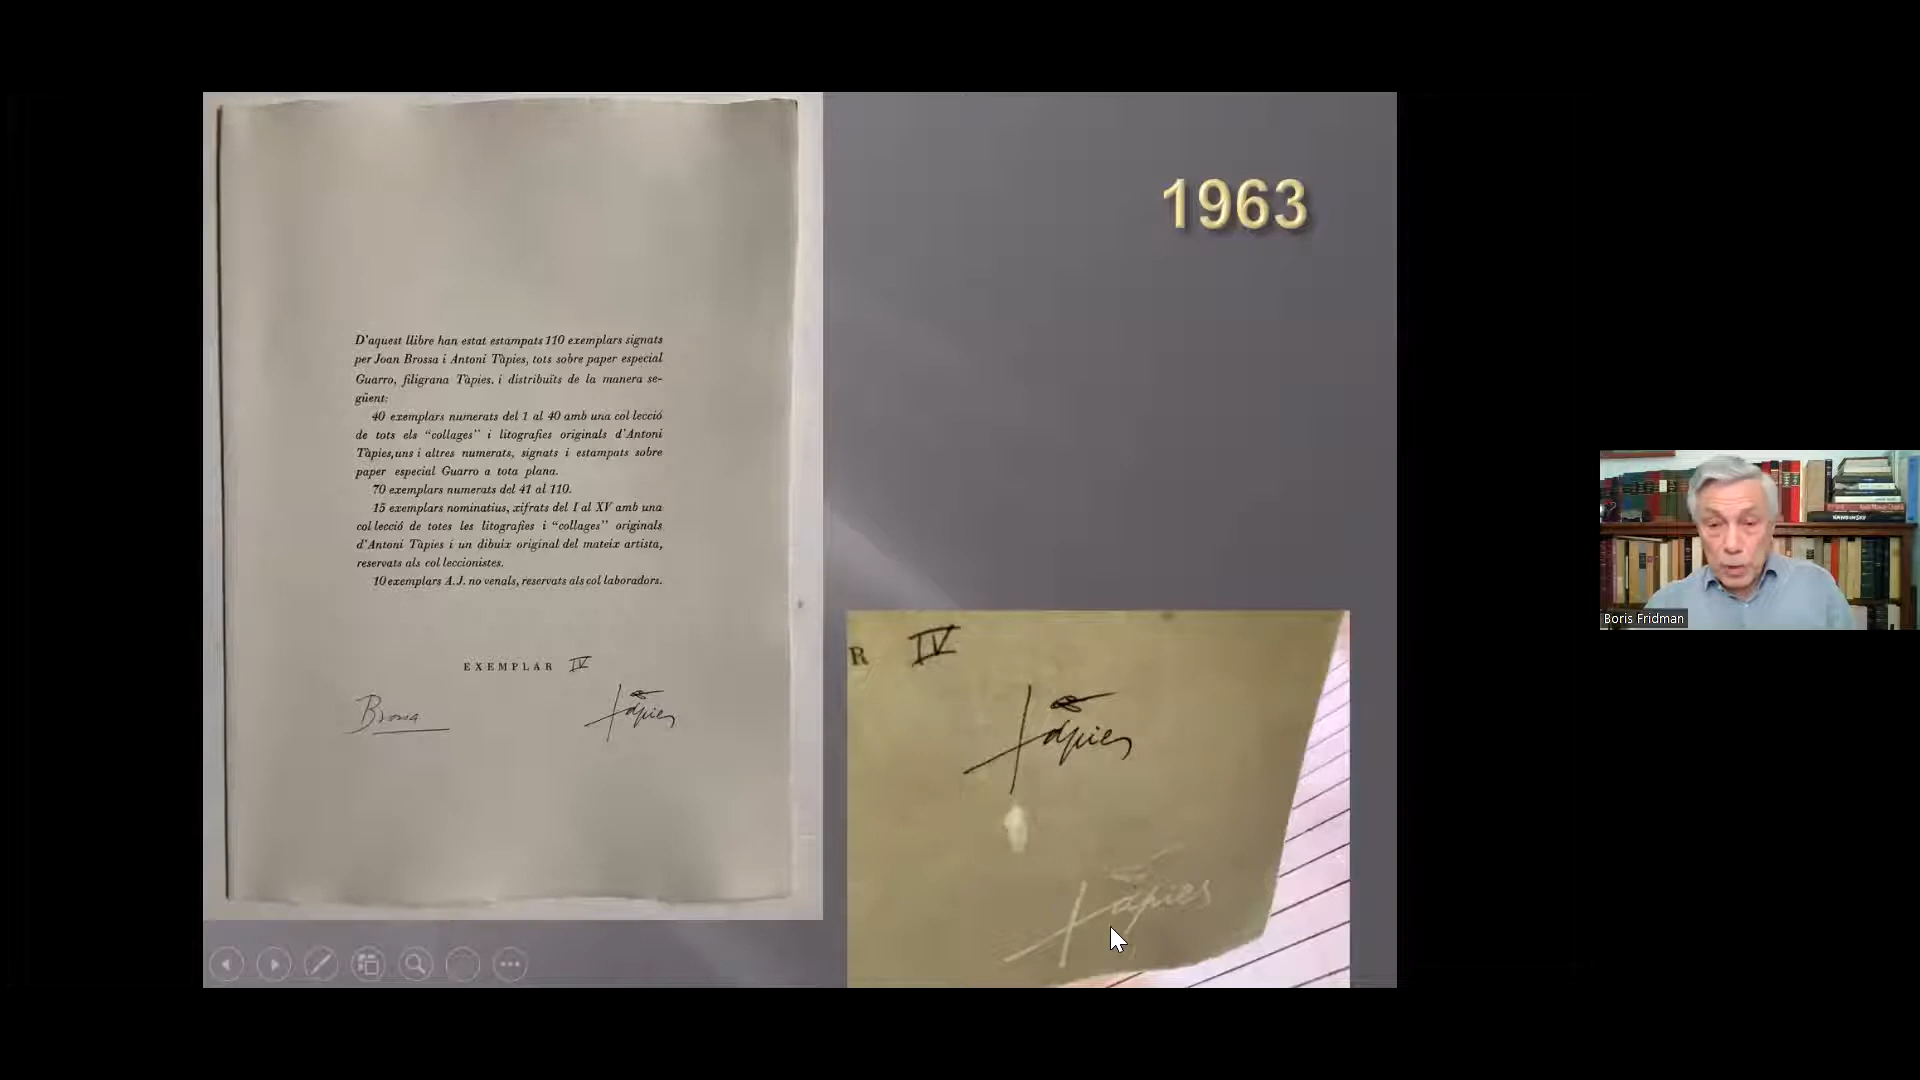 D'aquest llibre han estat estampats 110 exemplars signats
per Joan Brossa i Antoni Tàpies, tots sobre paper especial
Guarro, filigrana Tàpies. i distribuïts de la manera se-
güent:
40 exemplars numerats del 1 al 40 amb una col lecció
de tots els “collages” i litografies originals d'Antoni
Tàpies,uns i altres numerats, signats i estampats sobre
paper especial Guarro a tota plana.
70 exemplars numerats del 41 al 110.
15 exemplars nominatius, xifrats del I al XV amb una
col lecció de totes les litografies i “collages” originals
d'Antoni Tàpies i un dibuix original del mateix artista,
reservats als col leccionistes.
10 exemplars A.J. no venals, reservats als col laboradors.
EXEMPLAR IV
Brossa
Tàpies
1963
R IV
Tàpies
Tàpies
KANDINSKY
Boris Fridman